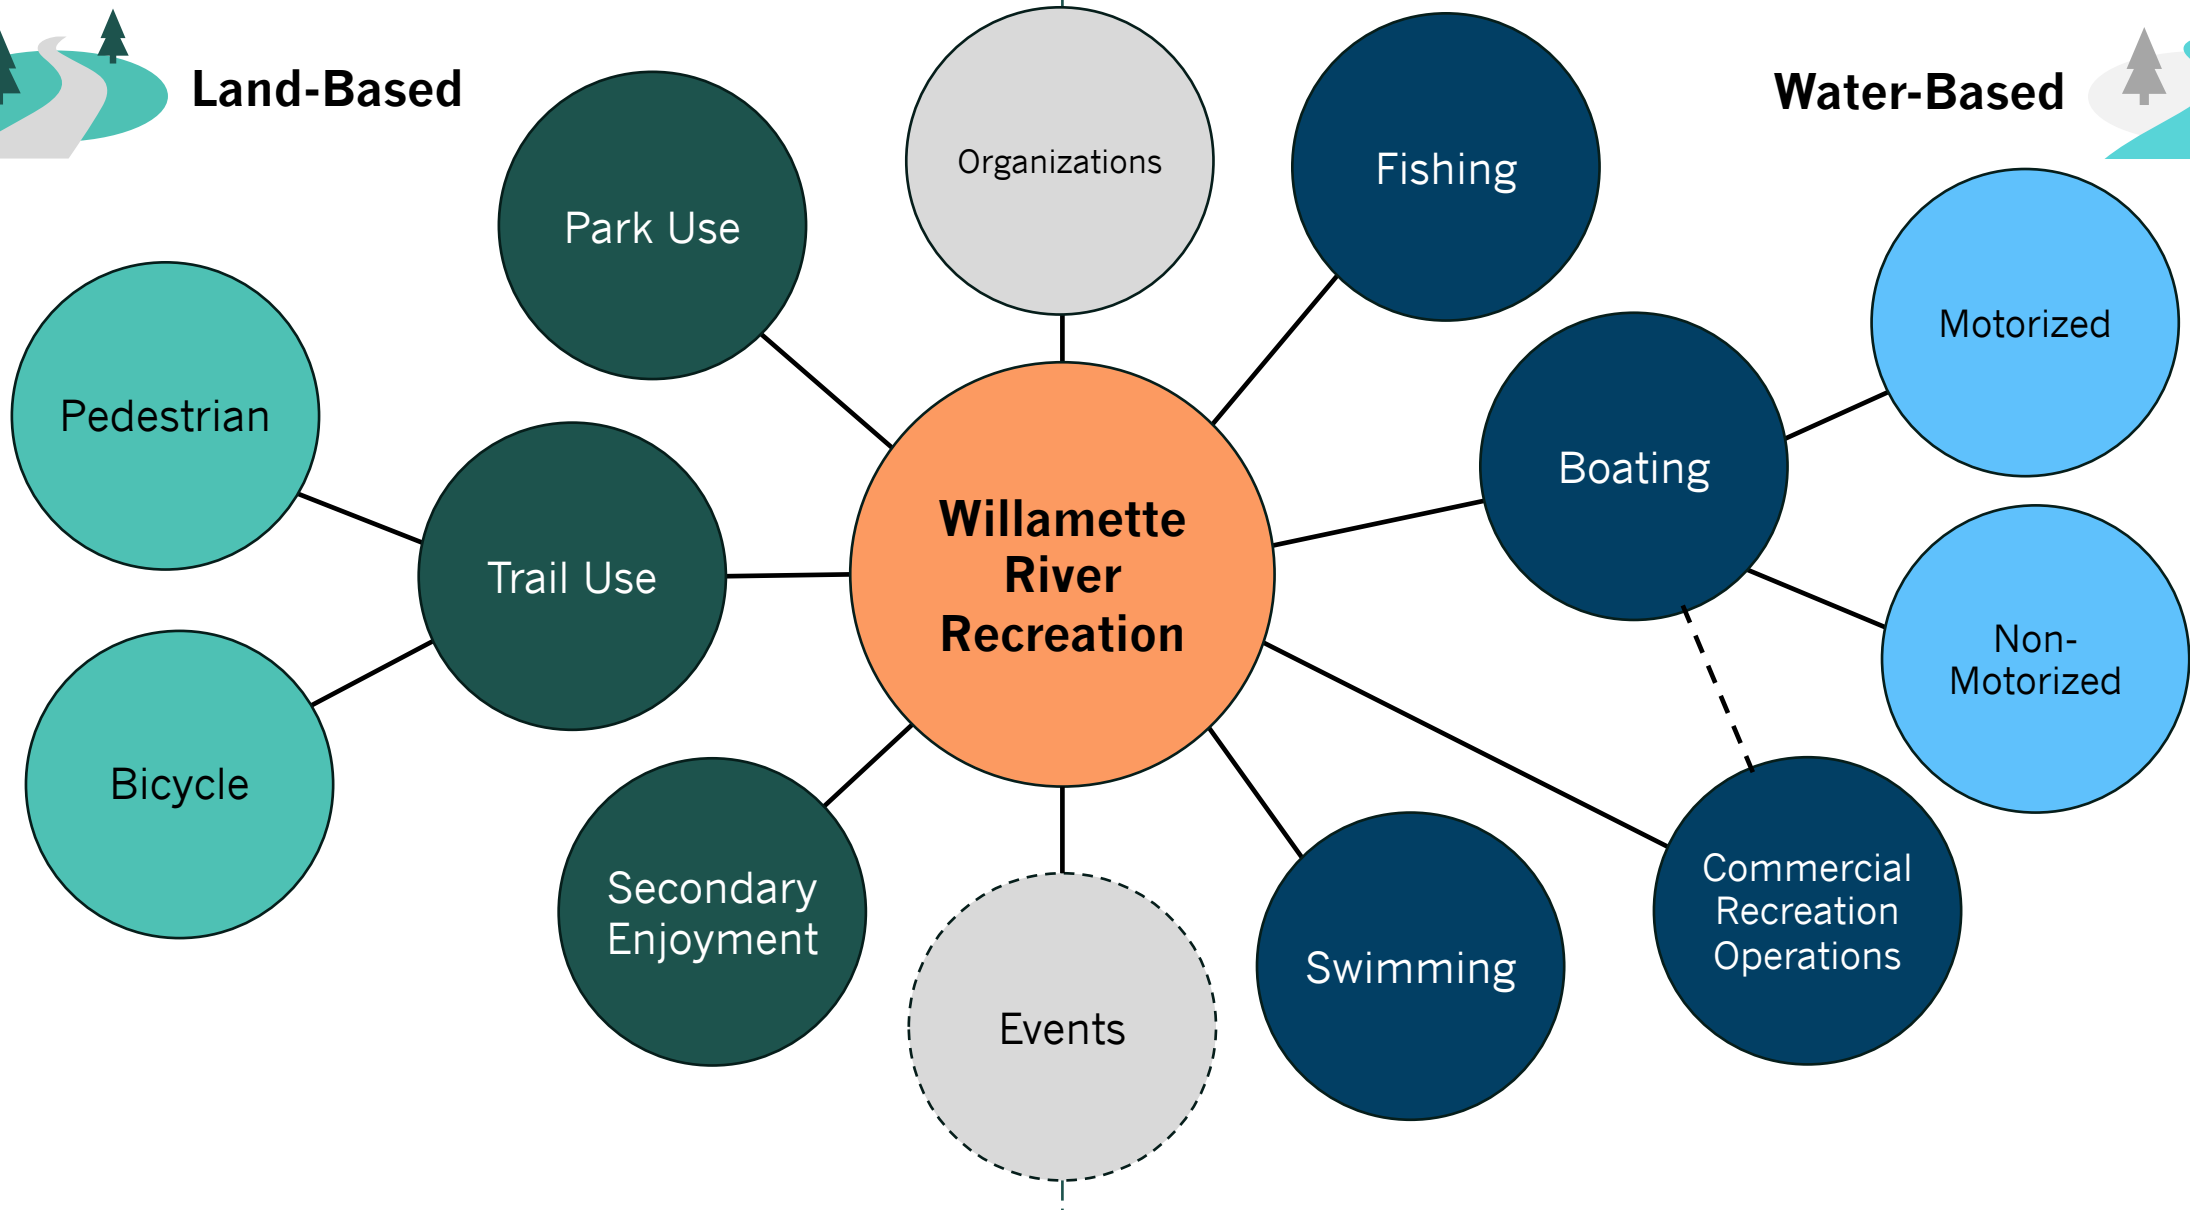 Land-Based
Water-Based
Organizations
Fishing
Park Use
Motorized
Pedestrian
Boating
Willamette
River
Recreation
Trail Use
Non-
Motorized
Bicycle
Secondary
Enjoyment
Commercial
Recreation
Operations
Swimming
Events